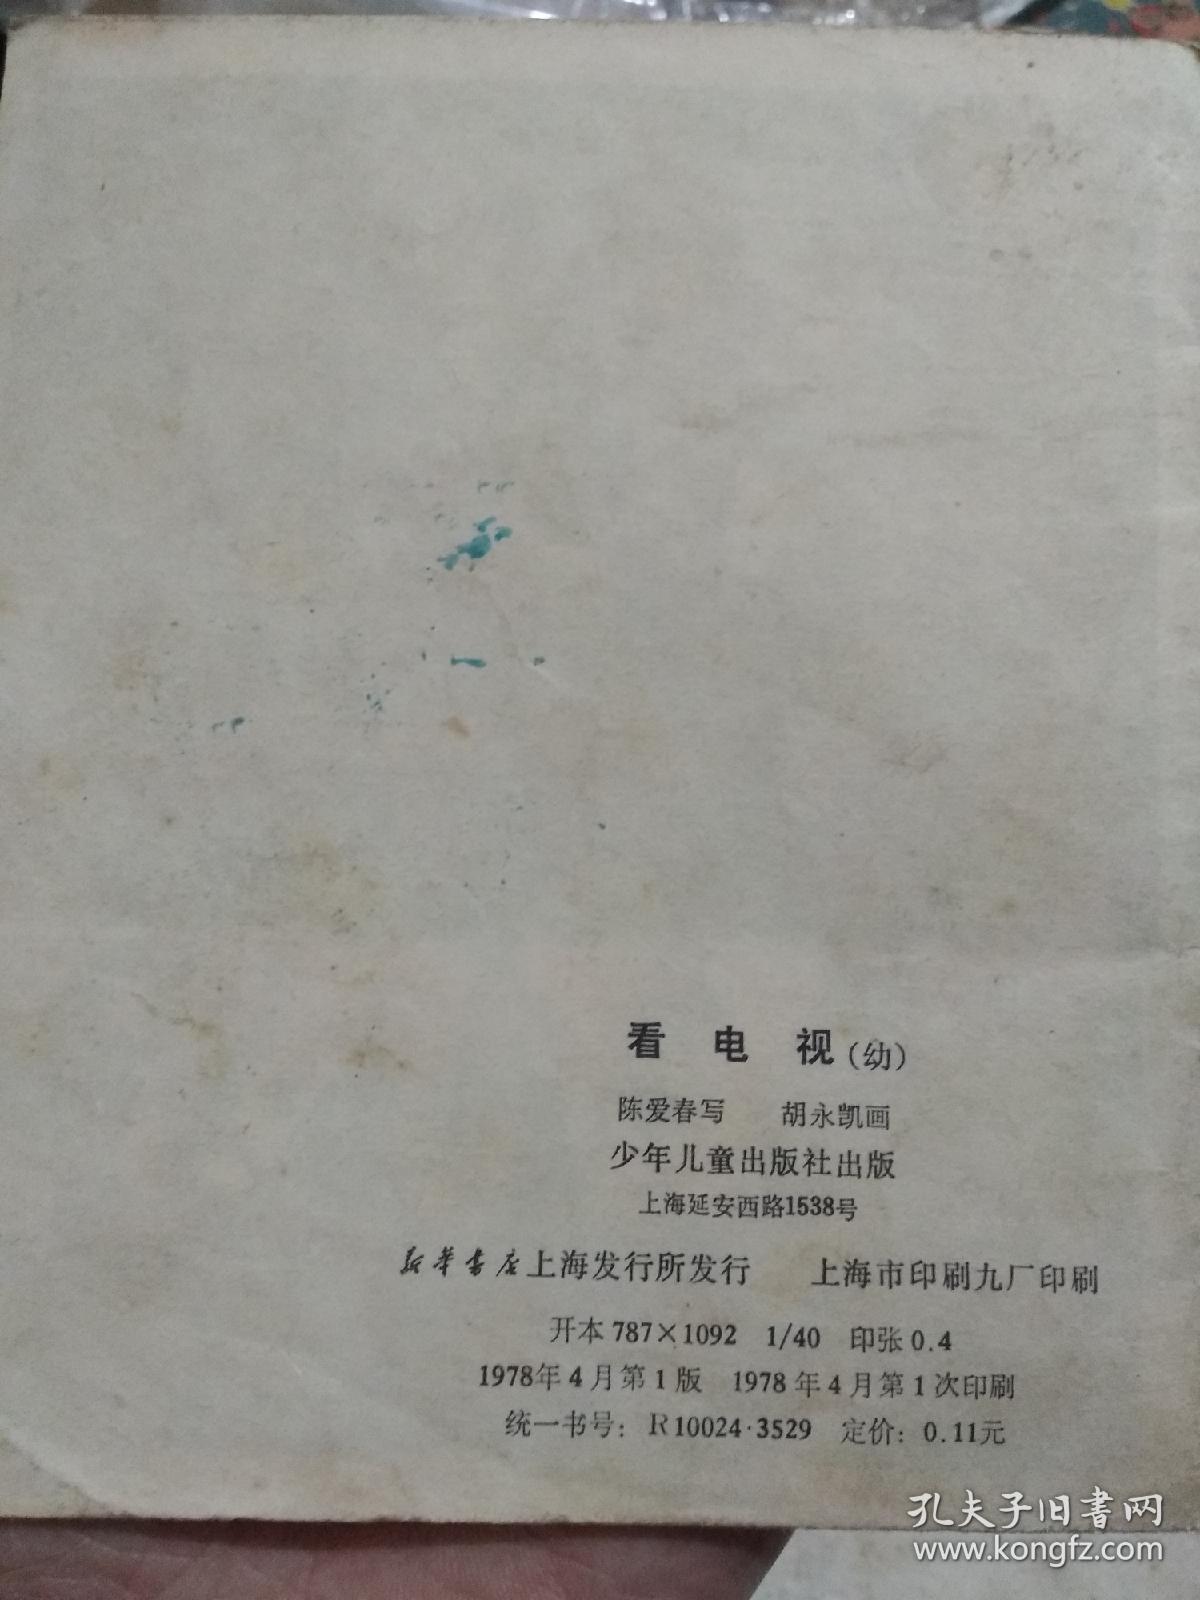 看电视(幼)
陈爱春写 胡永凯画
少年儿童出版社出版
上海延安西路1538号
新华书店上海发行所发行 上海市印刷九厂印刷
开本 787×1092 1/40 印张 0.4
1978年4月第1版 1978年4月第1次印刷
统一书号: R10024·3529 定价: 0.11元
孔夫子旧书网
www.kongfz.com